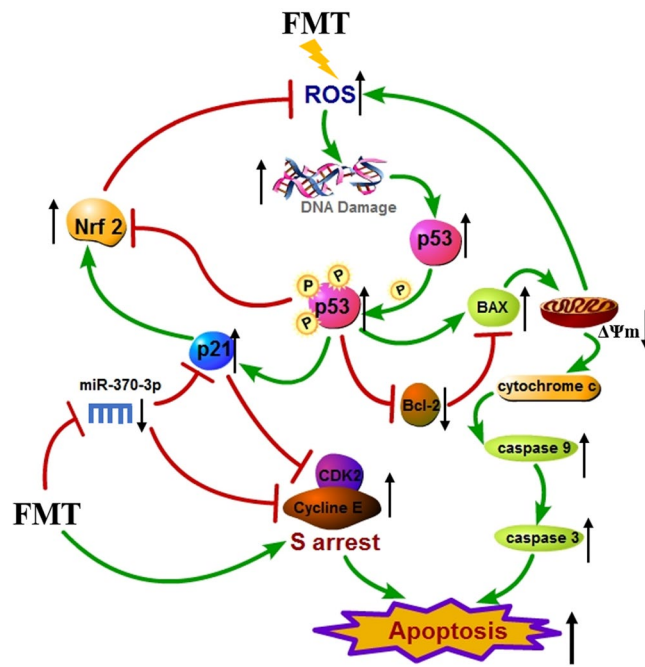 FMT
ROS
DNA Damage
Nrf 2
p53
P
P
P
P
p53
BAX
ΔΨm
p21
miR-370-3p
Bcl-2
cytochrome c
CDK2
caspase 9
Cycline E
FMT
S arrest
caspase 3
Apoptosis